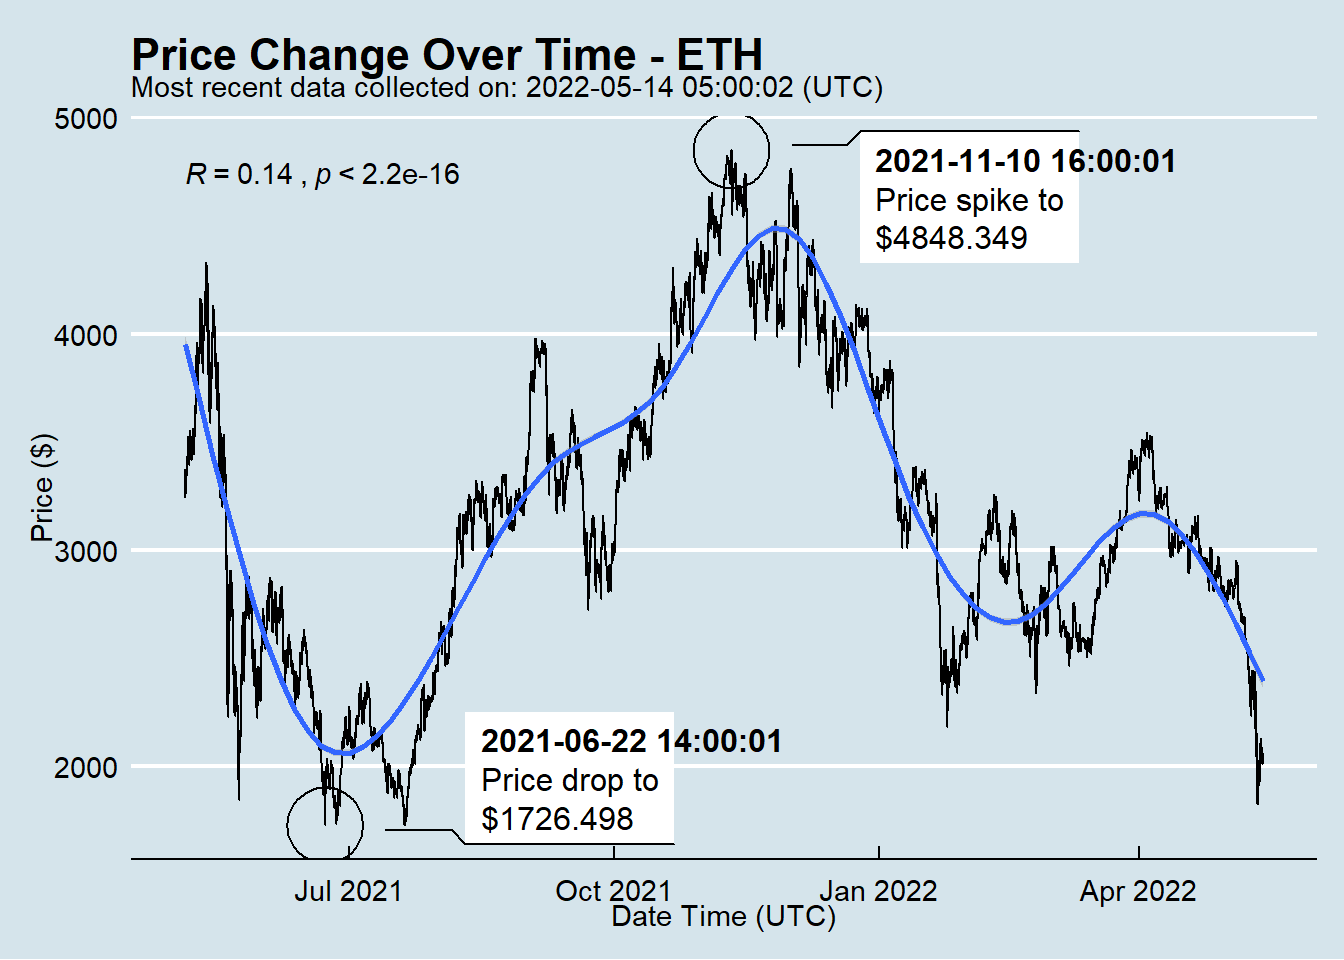 Price Change Over Time - ETH
Most recent data collected on: 2022-05-14 05:00:02 (UTC)
5000
R = 0.14 , p < 2.2e-16
2021-11-10 16:00:01
Price spike to
$4848.349
4000
Price ($)
3000
2021-06-22 14:00:01
2000
Price drop to
$1726.498
Jul 2021 Oct 2021 Jan 2022 Apr 2022
Date Time (UTC)